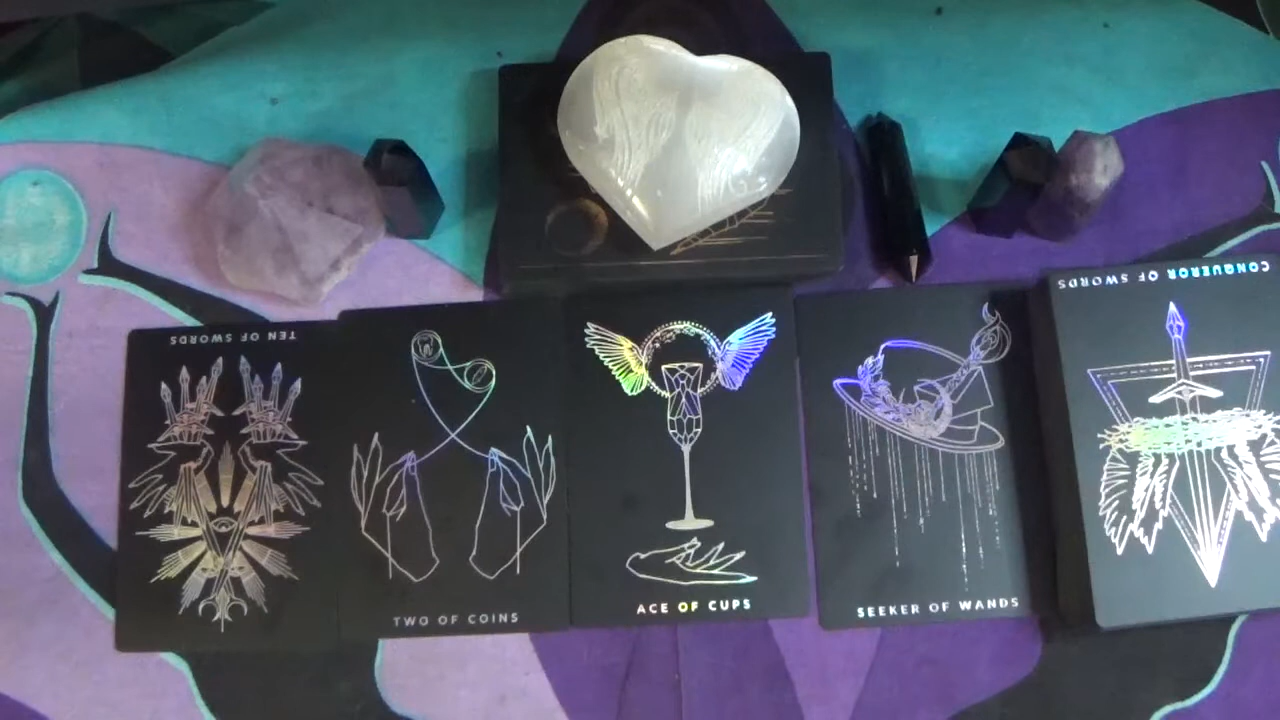 TEN OF SWORDS
TWO OF COINS
ACE OF CUPS
SEEKER OF WANDS
CONQUEROR OF SWORDS